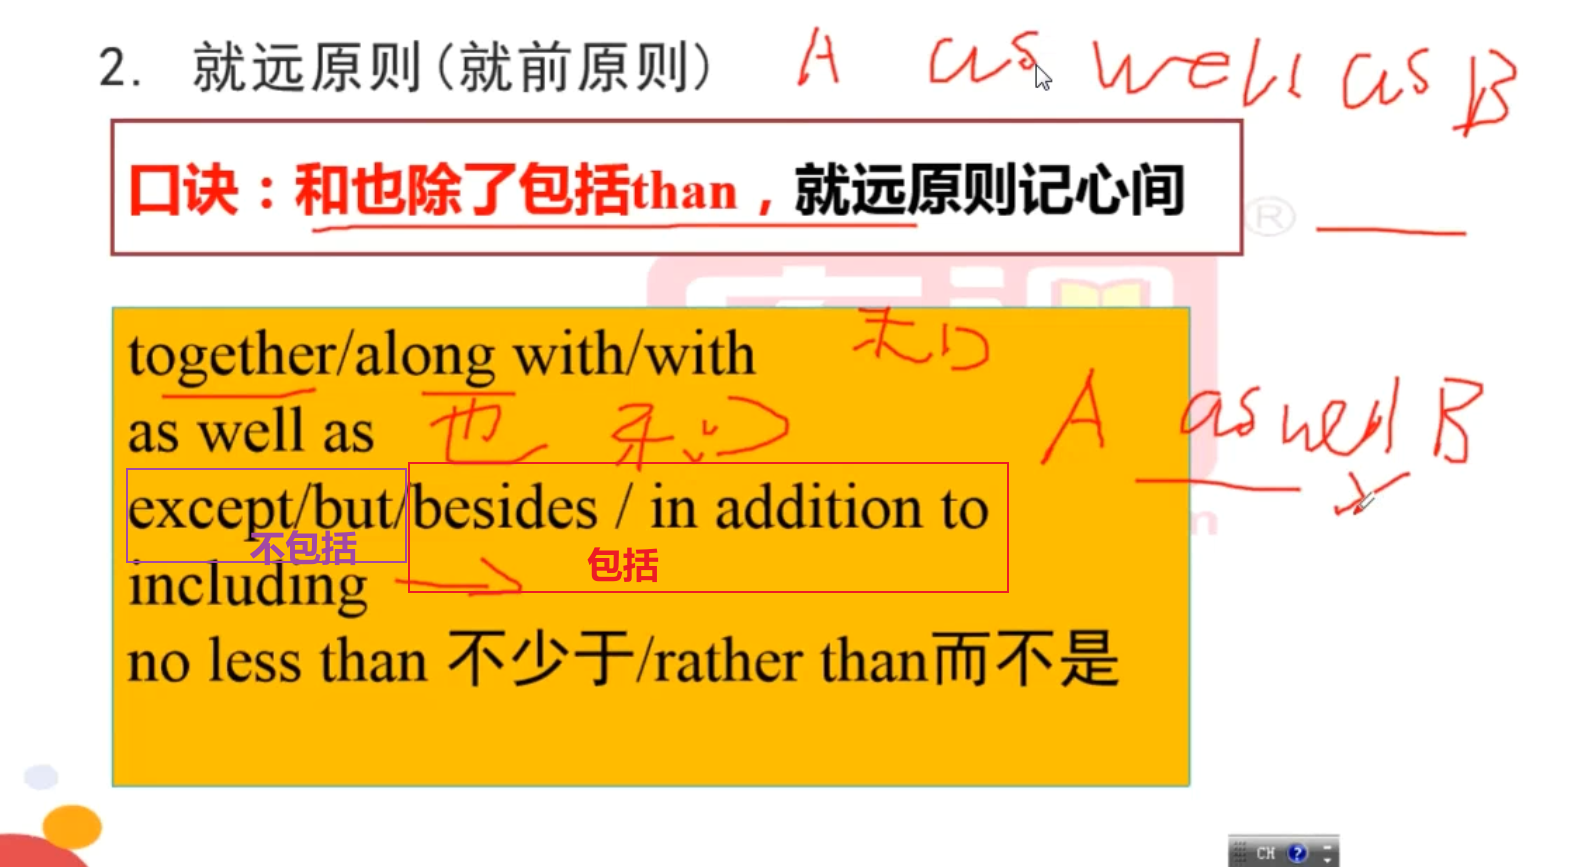 2. 就远原则(就前原则) A as well as B
口诀：和也除了包括than，就远原则记心间
®
together/along with/with 和
as well as 也 和 A as well B
except/but/besides / in addition to
不包括 包括
including
no less than 不少于/rather than而不是
CH ?